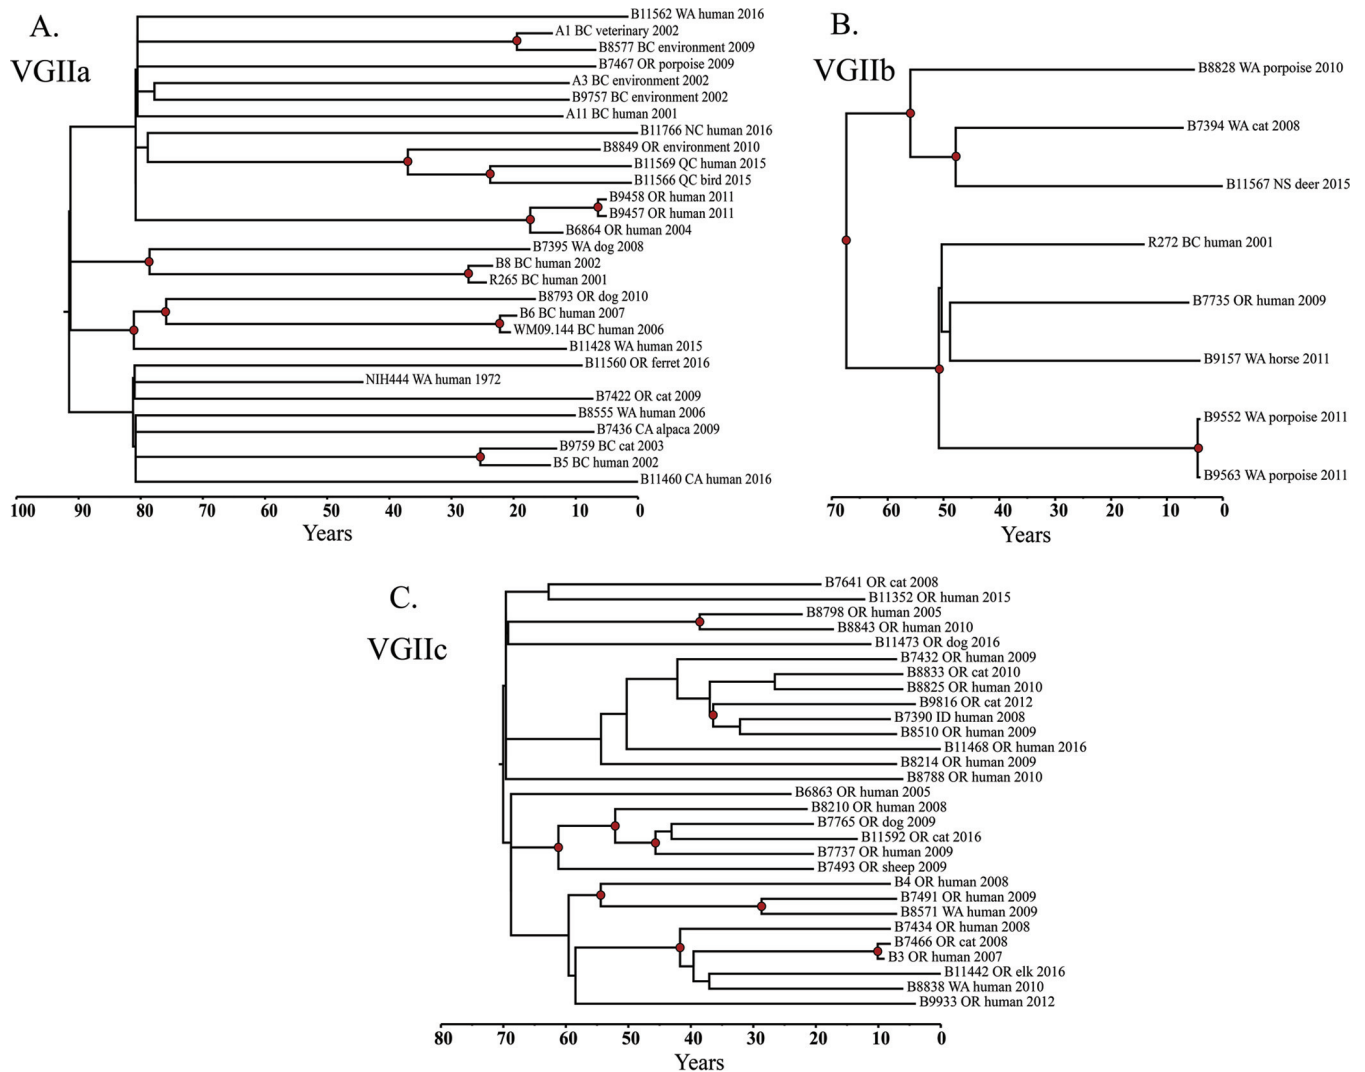 A.
VGIIa
B11562 WA human 2016
A1 BC veterinary 2002
B8577 BC environment 2009
B7467 OR porpoise 2009
A3 BC environment 2002
B9757 BC environment 2002
A11 BC human 2001
B11766 NC human 2016
B8849 OR environment 2010
B11569 QC human 2015
B11566 QC bird 2015
B9458 OR human 2011
B9457 OR human 2011
B6864 OR human 2004
B7395 WA dog 2008
B8 BC human 2002
R265 BC human 2001
B8793 OR dog 2010
B6 BC human 2007
WM09.144 BC human 2006
B11428 WA human 2015
B11560 OR ferret 2016
NIH444 WA human 1972
B7422 OR cat 2009
B8555 WA human 2006
B7436 CA alpaca 2009
B9759 BC cat 2003
B5 BC human 2002
B11460 CA human 2016
100 90 80 70 60 50 40 30 20 10 0
Years
B.
VGIIb
B8828 WA porpoise 2010
B7394 WA cat 2008
B11567 NS deer 2015
R272 BC human 2001
B7735 OR human 2009
B9157 WA horse 2011
B9552 WA porpoise 2011
B9563 WA porpoise 2011
70 60 50 40 30 20 10 0
Years
C.
VGIIc
B7641 OR cat 2008
B11352 OR human 2015
B8798 OR human 2005
B8843 OR human 2010
B11473 OR dog 2016
B7432 OR human 2009
B8833 OR cat 2010
B8825 OR human 2010
B9816 OR cat 2012
B7390 ID human 2008
B8510 OR human 2009
B11468 OR human 2016
B8214 OR human 2009
B8788 OR human 2010
B6863 OR human 2005
B8210 OR human 2008
B7765 OR dog 2009
B11592 OR cat 2016
B7737 OR human 2009
B7493 OR sheep 2009
B4 OR human 2008
B7491 OR human 2009
B8571 WA human 2009
B7434 OR human 2008
B7466 OR cat 2008
B3 OR human 2007
B11442 OR elk 2016
B8838 WA human 2010
B9933 OR human 2012
80 70 60 50 40 30 20 10 0
Years